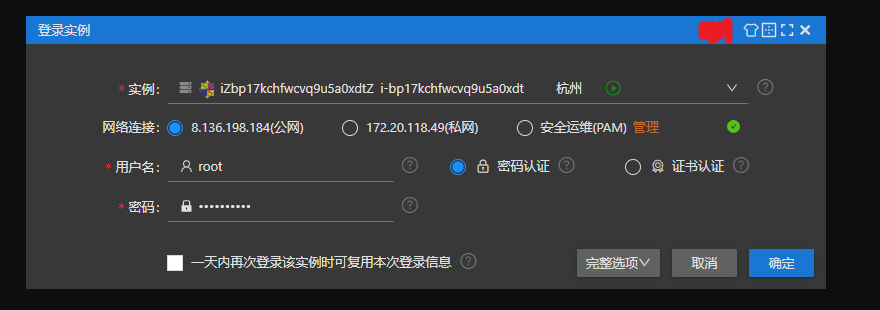 登录实例
* 实例: iZbp17kchfwcvq9u5a0xdtZ i-bp17kchfwcvq9u5a0xdt 杭州
网络连接: 8.136.198.184(公网) 172.20.118.49(私网) 安全运维(PAM) 管理
* 用户名: root ? 密码认证 ? 证书认证 ?
* 密码: •••••••••• ?
一天内再次登录该实例时可复用本次登录信息 ?
完整选项 取消 确定